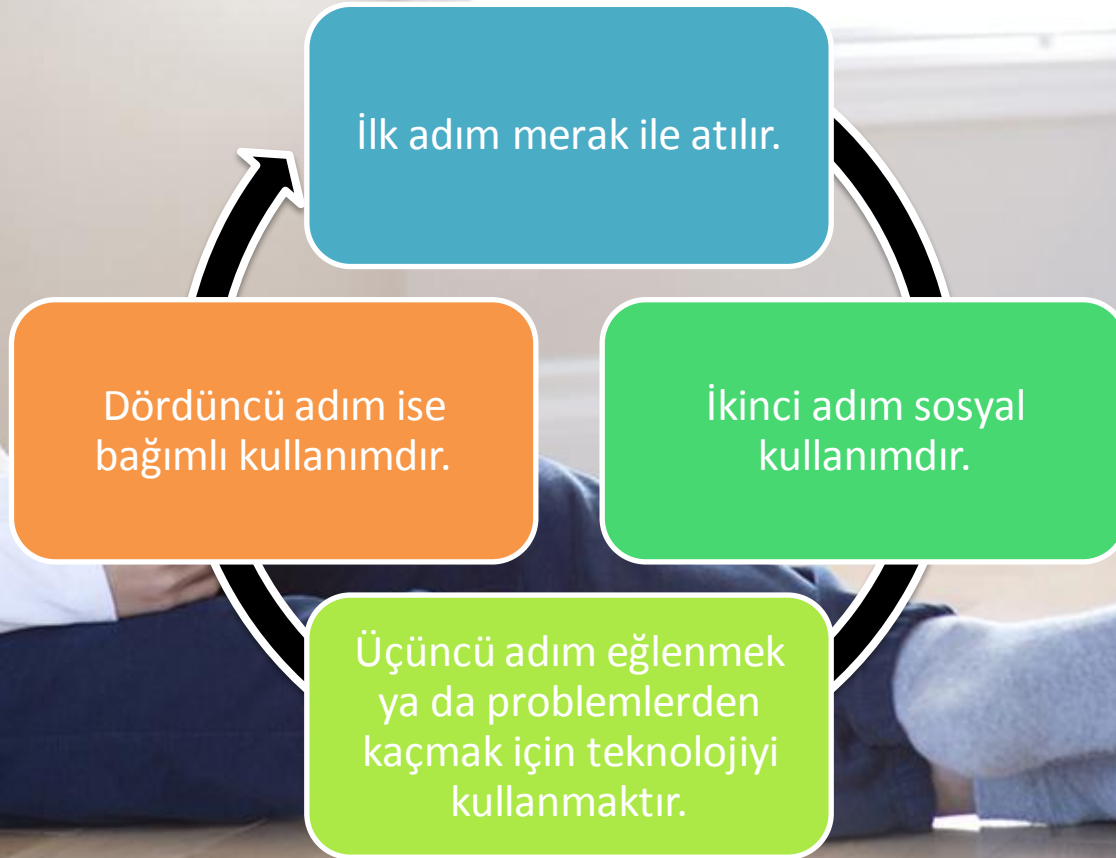 İlk adım merak ile atılır.
İkinci adım sosyal
kullanımdır.
Üçüncü adım eğlenmek
ya da problemlerden
kaçmak için teknolojiyi
kullanmaktır.
Dördüncü adım ise
bağımlı kullanımdır.